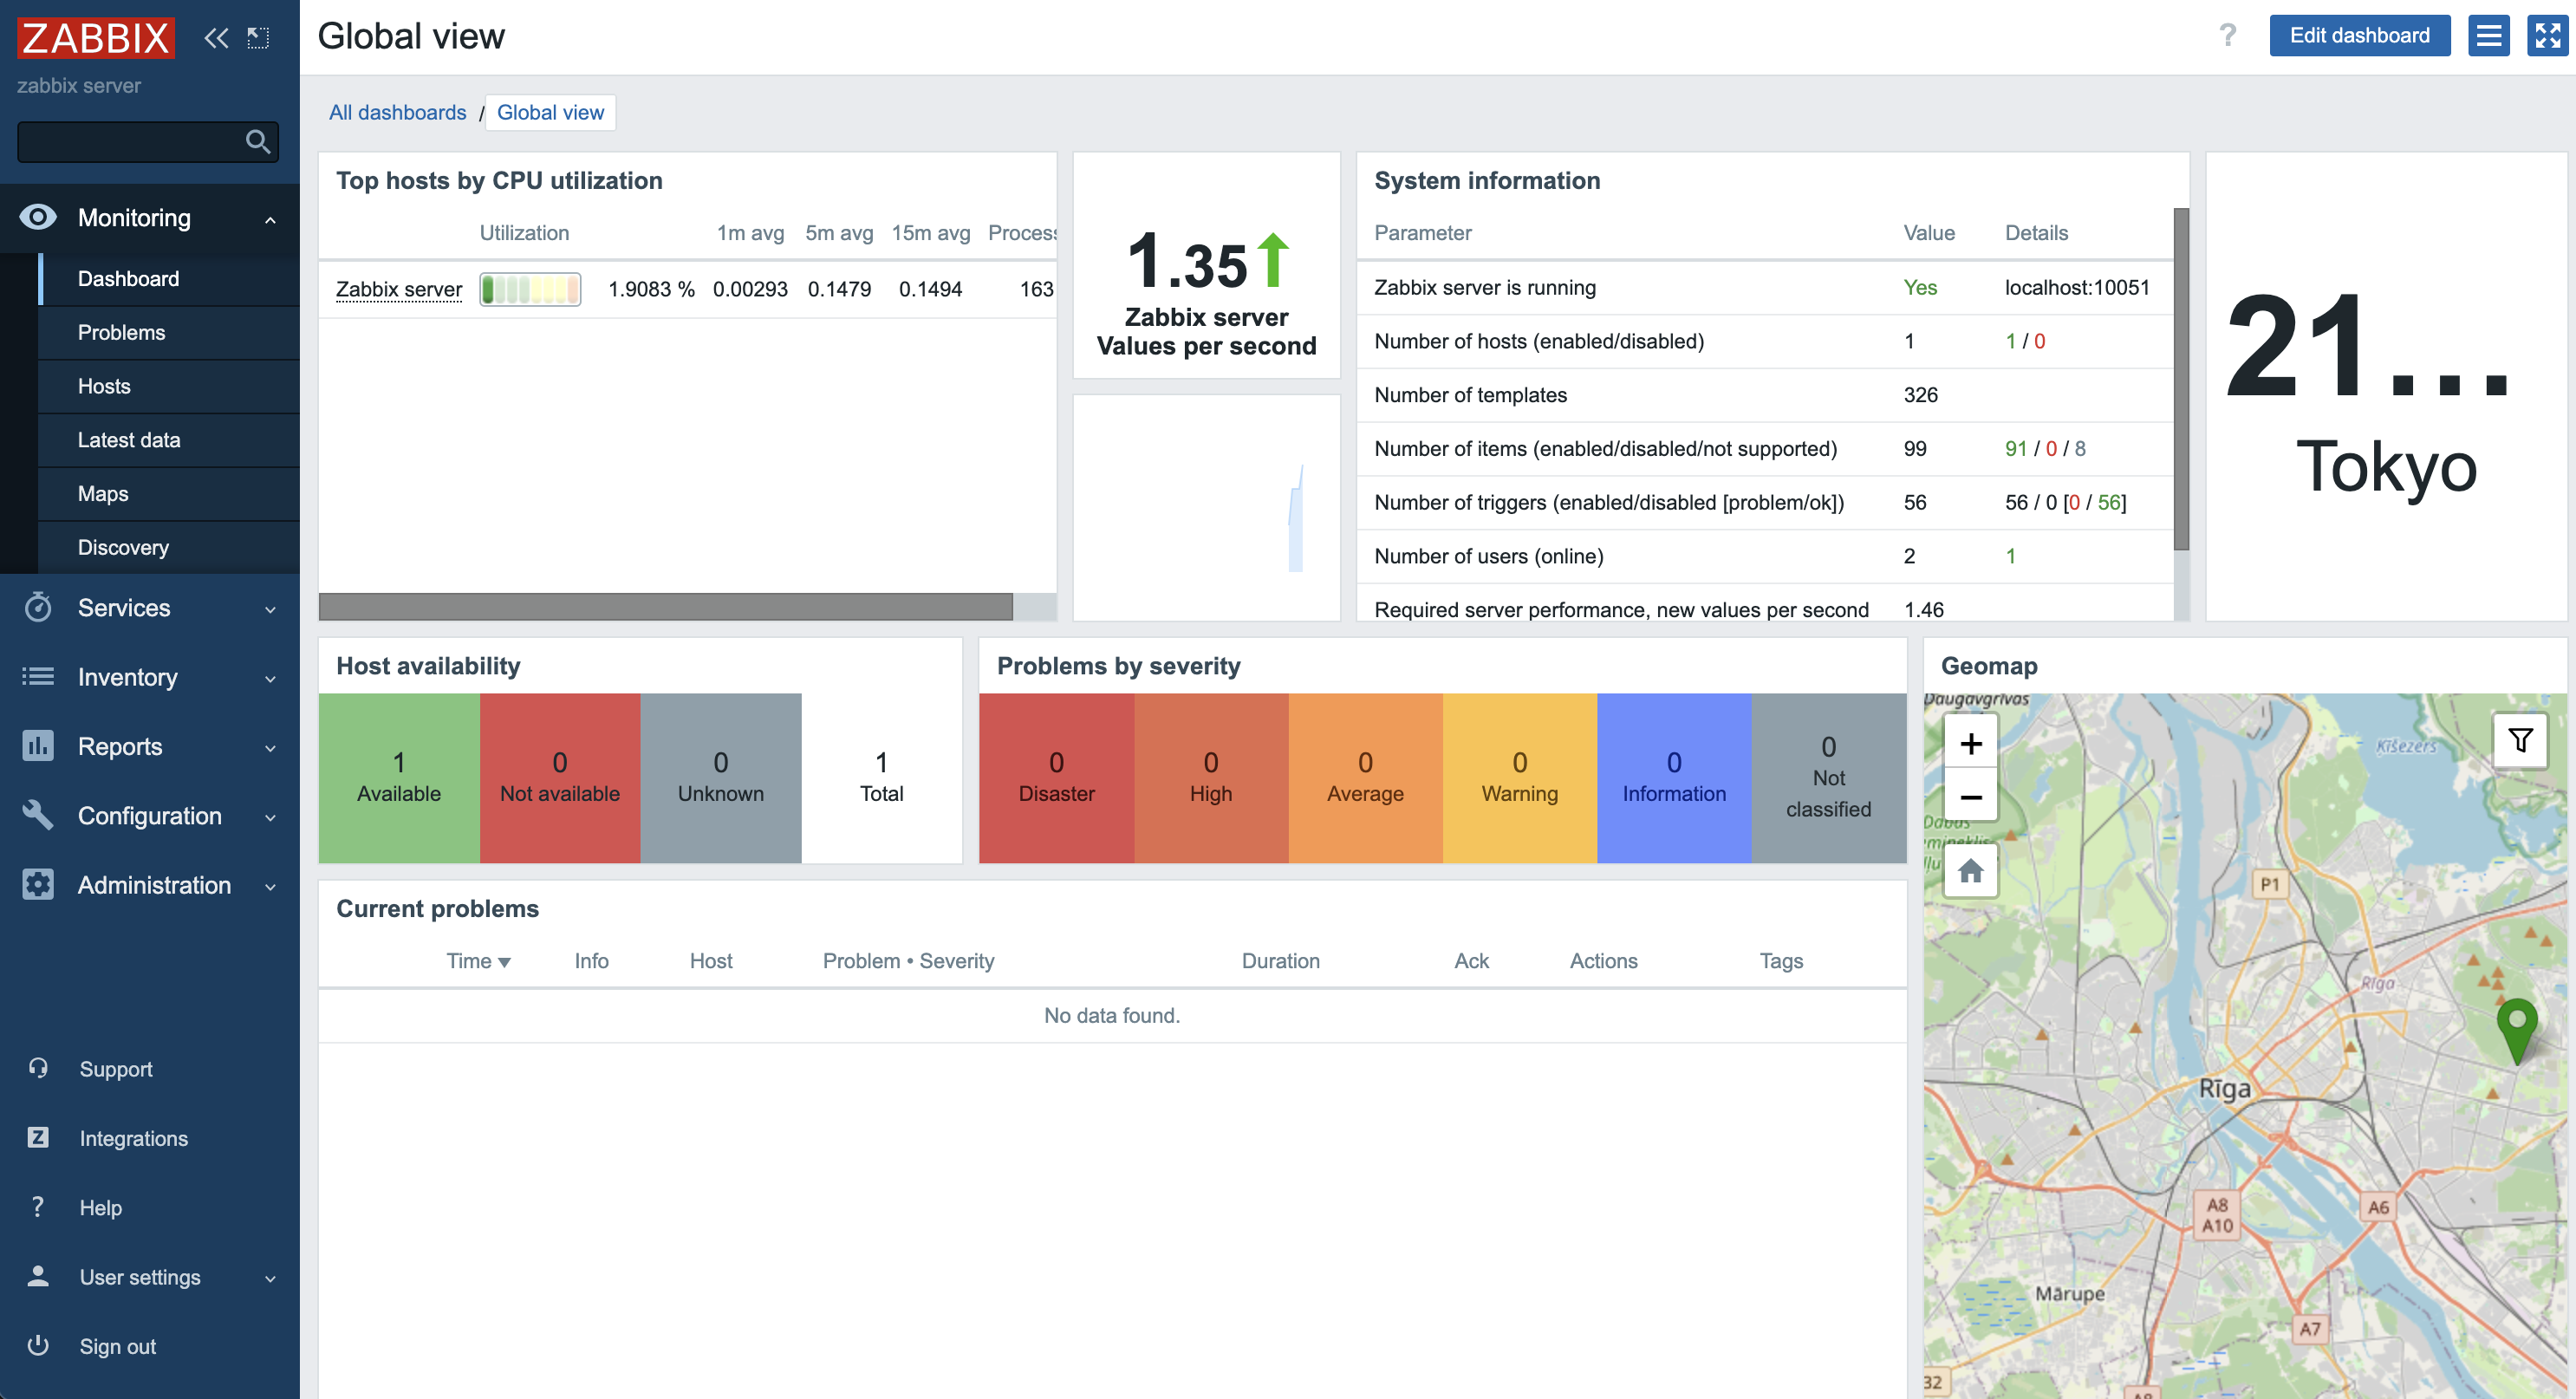 ZABBIX
zabbix server
Monitoring
Dashboard
Problems
Hosts
Latest data
Maps
Discovery
Services
Inventory
Reports
Configuration
Administration
Support
Integrations
Help
User settings
Sign out
Global view
? Edit dashboard
All dashboards / Global view
Top hosts by CPU utilization
Utilization 1m avg 5m avg 15m avg Process
Zabbix server 1.9083 % 0.00293 0.1479 0.1494 163
1.35
Zabbix server
Values per second
System information
Parameter Value Details
Zabbix server is running Yes localhost:10051
Number of hosts (enabled/disabled) 1 1 / 0
Number of templates 326
Number of items (enabled/disabled/not supported) 99 91 / 0 / 8
Number of triggers (enabled/disabled [problem/ok]) 56 56 / 0 [0 / 56]
Number of users (online) 2 1
Required server performance, new values per second 1.46
21...
Tokyo
Host availability
1 Available
0 Not available
0 Unknown
1 Total
Problems by severity
0 Disaster
0 High
0 Average
0 Warning
0 Information
0 Not
classified
Current problems
Time Info Host Problem • Severity Duration Ack Actions Tags
No data found.
Geomap
Daugavgrīvas
Ķīšezers
+
−
Dabas
P1
Rīga
Rīga
A8
A10
A6
Mārupe
A7
32
A8